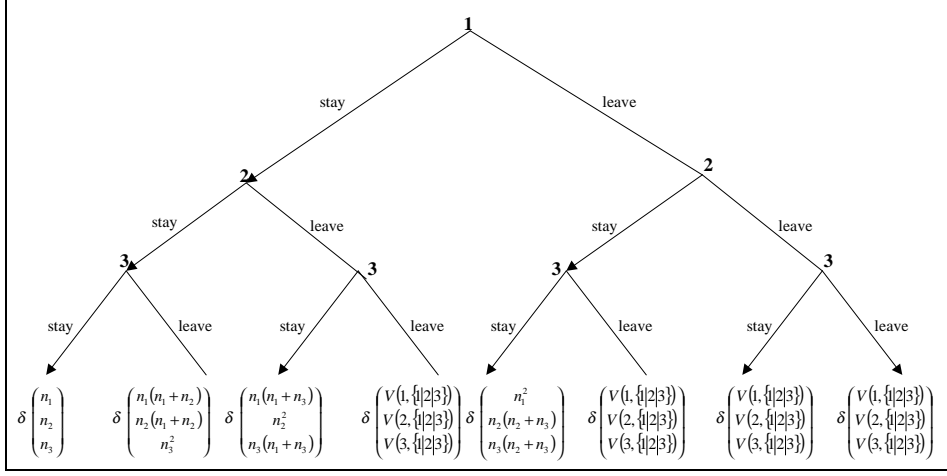 1
stay leave
2 2
stay leave stay leave
3 3 3 3
stay leave stay leave stay leave stay leave
δ (n₁ n₂ n₃) δ (n₁(n₁ + n₂) n₂(n₁ + n₂) n₃²) δ (n₁(n₁ + n₃) n₂² n₃(n₁ + n₃)) δ (V(1,{1|2|3}) V(2,{1|2|3}) V(3,{1|2|3})) δ (n₁² n₂(n₂ + n₃) n₃(n₂ + n₃)) δ (V(1,{1|2|3}) V(2,{1|2|3}) V(3,{1|2|3})) δ (V(1,{1|2|3}) V(2,{1|2|3}) V(3,{1|2|3})) δ (V(1,{1|2|3}) V(2,{1|2|3}) V(3,{1|2|3}))